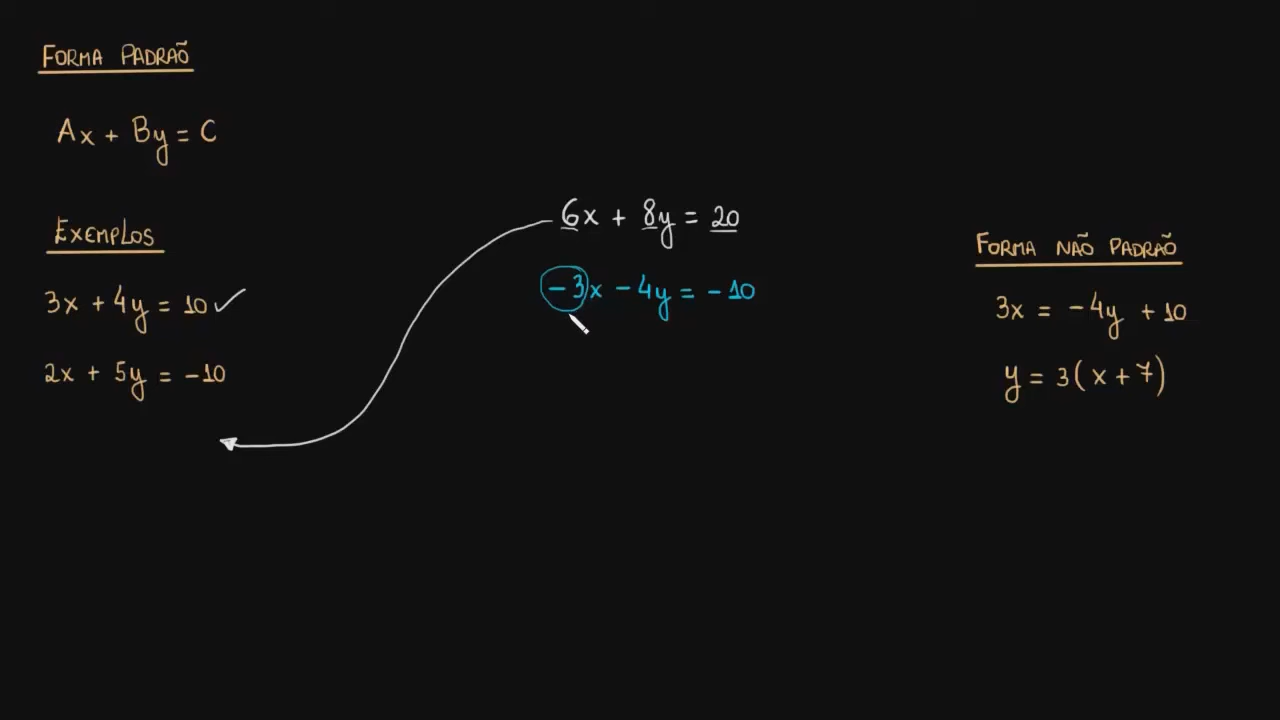 FORMA PADRÃO
Ax + By = C
EXEMPLOS
3x + 4y = 10 ✓
2x + 5y = -10
6x + 8y = 20
-3x - 4y = -10
FORMA NÃO PADRÃO
3x = -4y + 10
y = 3(x + 7)